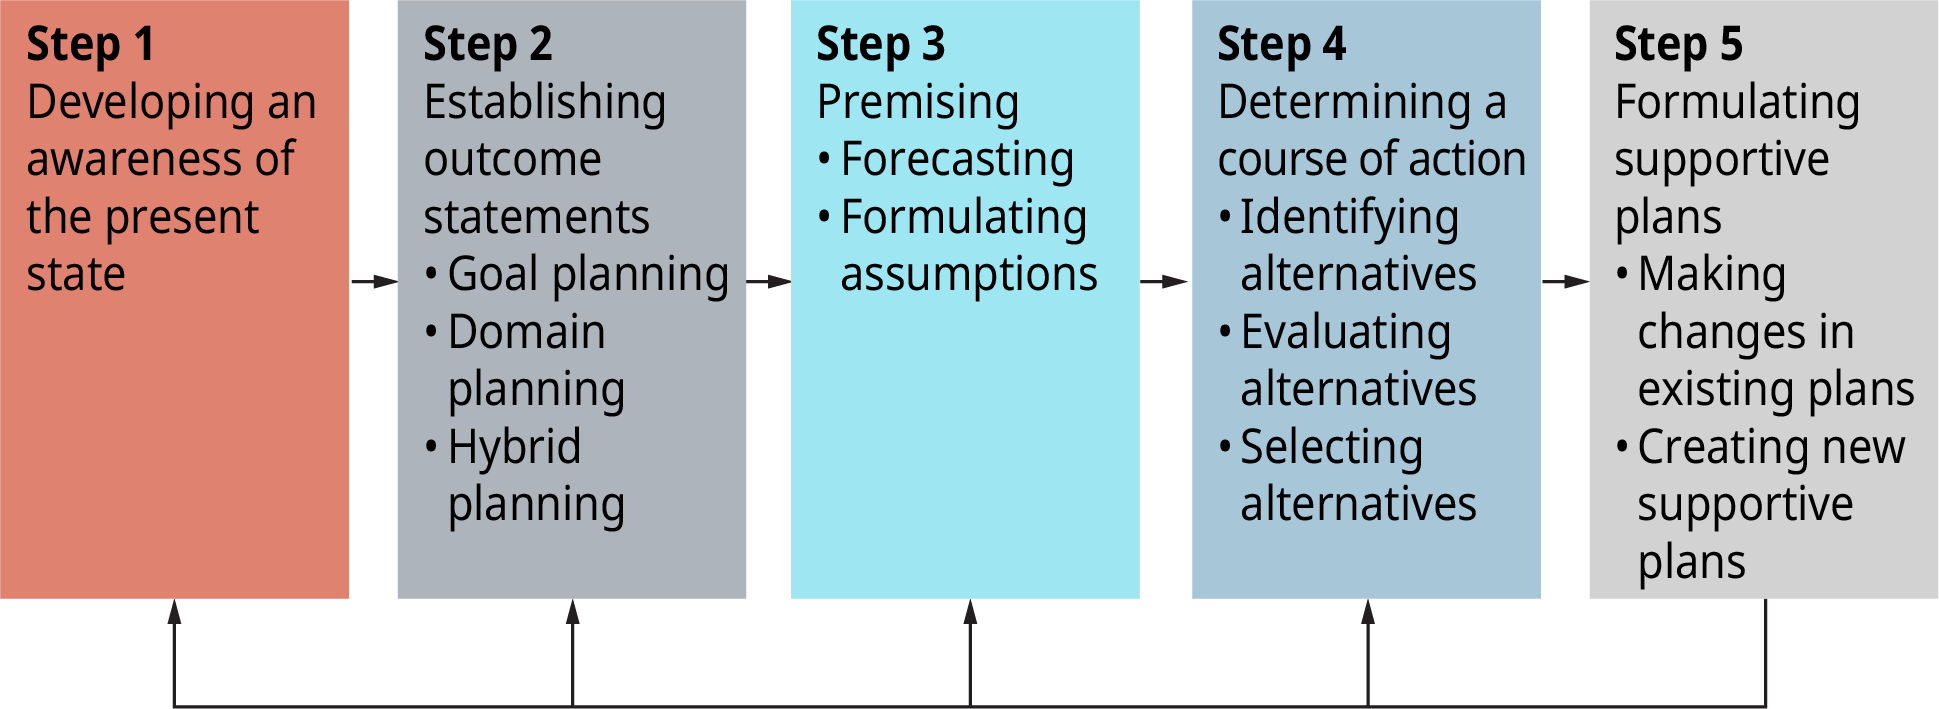 Step 1
Developing an
awareness of
the present
state
Step 2
Establishing
outcome
statements
• Goal planning
• Domain
planning
• Hybrid
planning
Step 3
Premising
• Forecasting
• Formulating
assumptions
Step 4
Determining a
course of action
• Identifying
alternatives
• Evaluating
alternatives
• Selecting
alternatives
Step 5
Formulating
supportive
plans
• Making
changes in
existing plans
• Creating new
supportive
plans